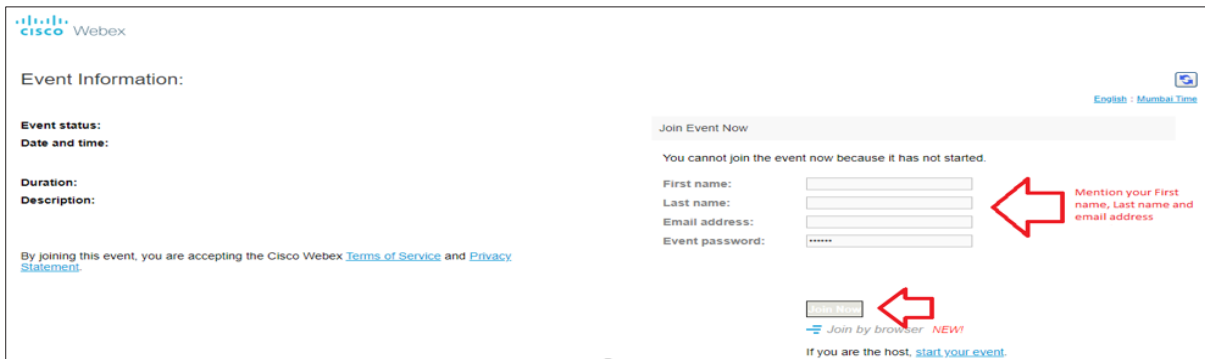 cisco Webex
Event Information:
English : Mumbai Time
Event status:
Date and time:
Duration:
Description:
By joining this event, you are accepting the Cisco Webex Terms of Service and Privacy
Statement.
Join Event Now
You cannot join the event now because it has not started.
First name:
Last name:
Email address:
Event password:
••••••
Mention your First
name, Last name and
email address
Join Now
Join by browser NEW!
If you are the host, start your event.